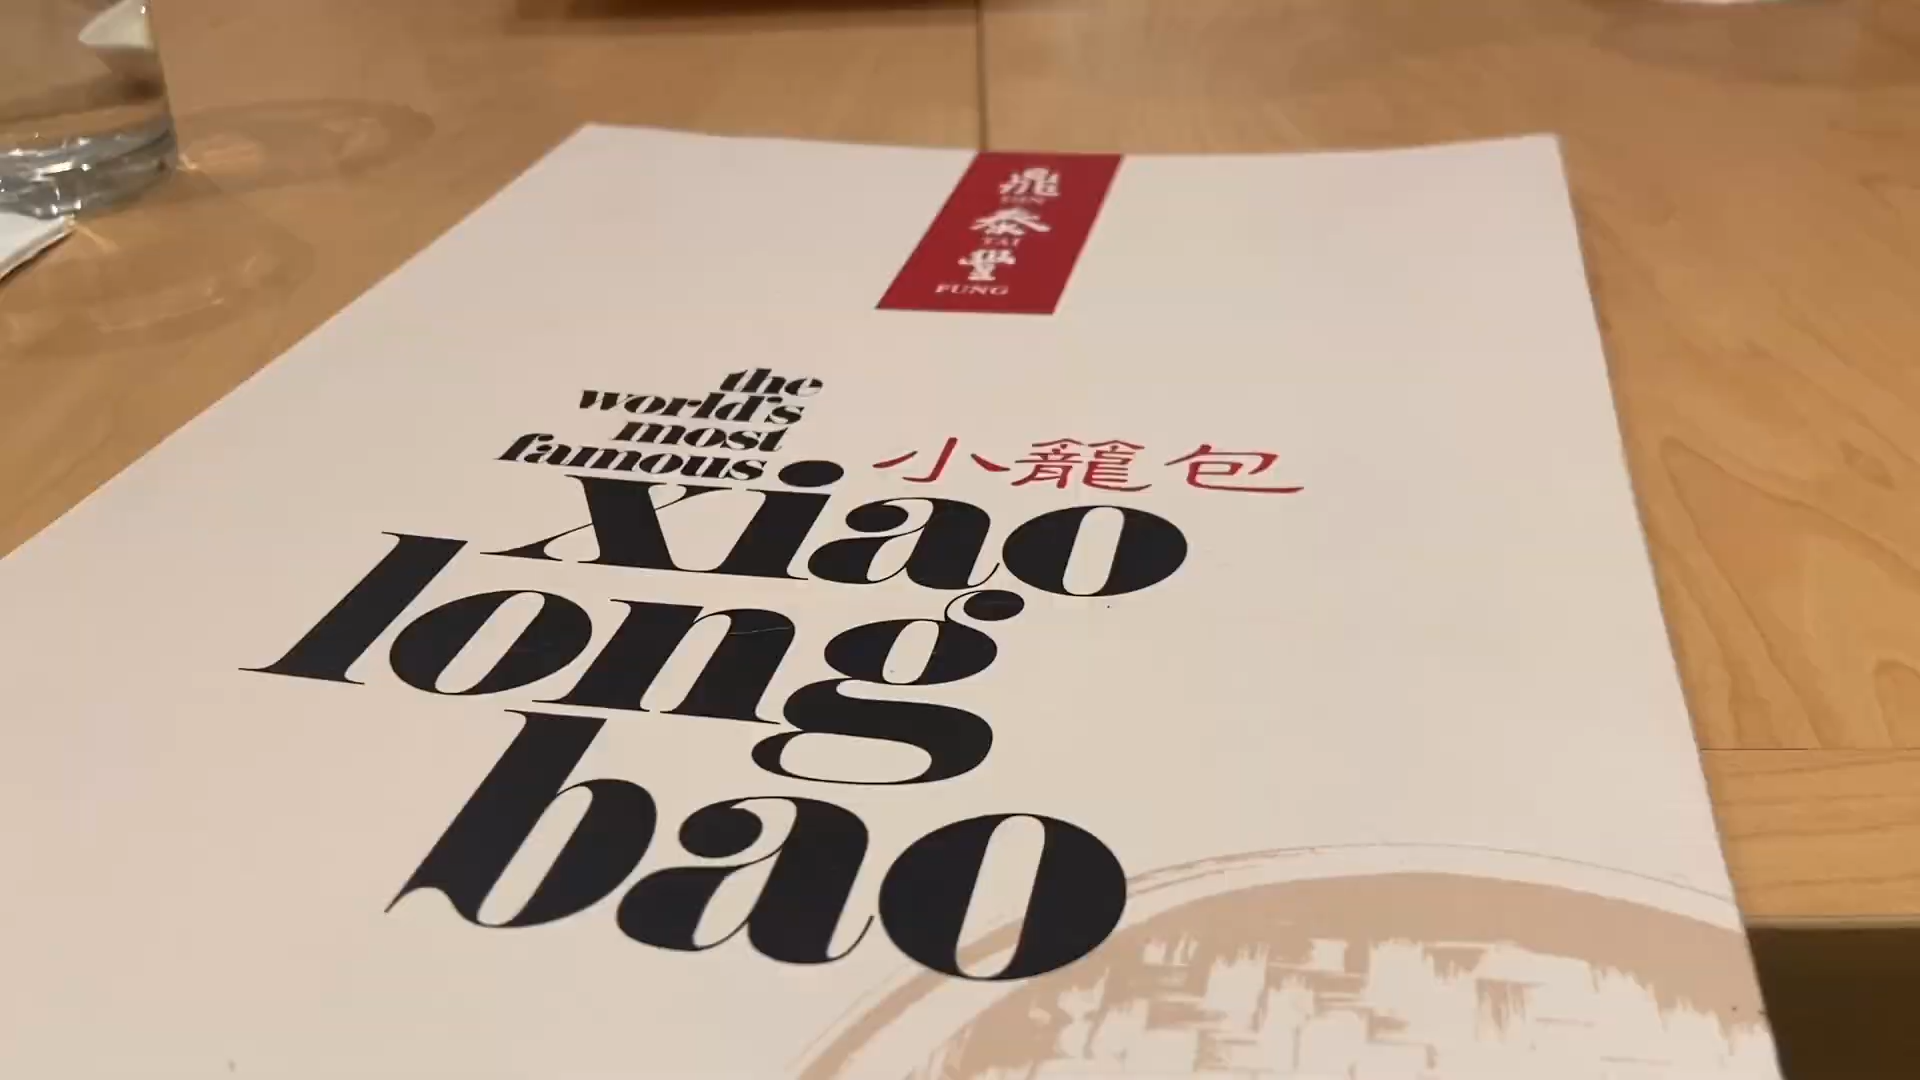 鼎
DIN
泰
TAI
豐
FUNG
the
world's
most
famous
小籠包
xiao
long
bao